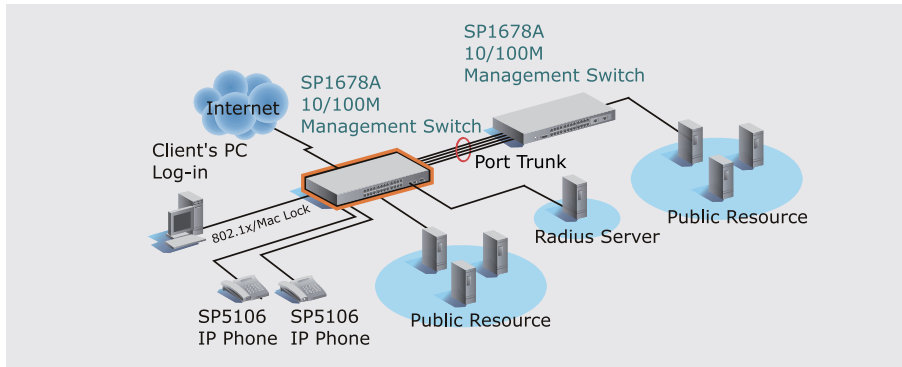 SP1678A
10/100M
Management Switch
SP1678A
10/100M
Management Switch
Internet
Client's PC
Log-in
Port Trunk
802.1x/Mac Lock
Radius Server
Public Resource
SP5106
IP Phone
SP5106
IP Phone
Public Resource